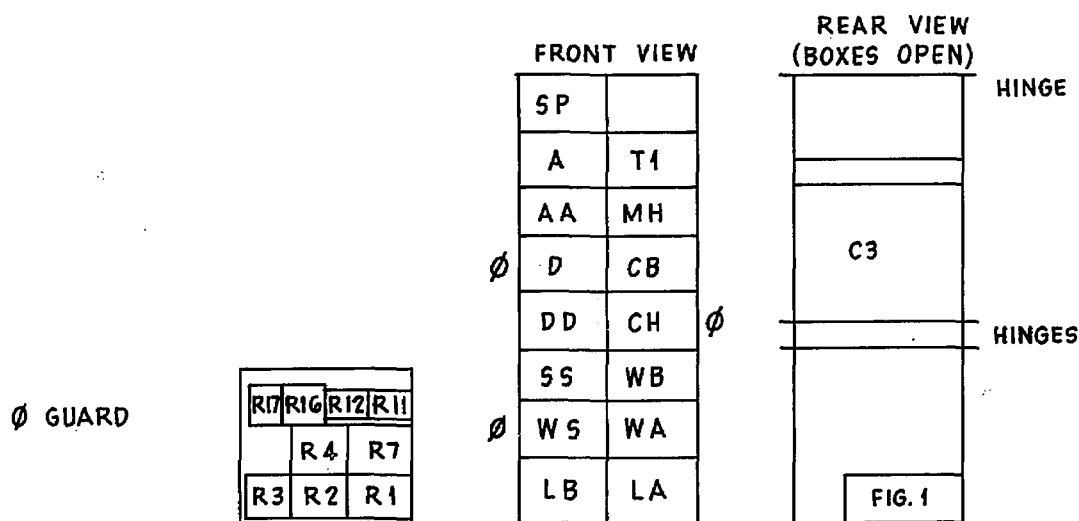 REAR VIEW
FRONT VIEW (BOXES OPEN)
HINGE
SP
A T1
AA MH
Ø D CB C3
DD CH Ø HINGES
SS WB
Ø GUARD R17 R16 R12 R11 Ø WS WA
R4 R7
R3 R2 R1 LB LA FIG. 1